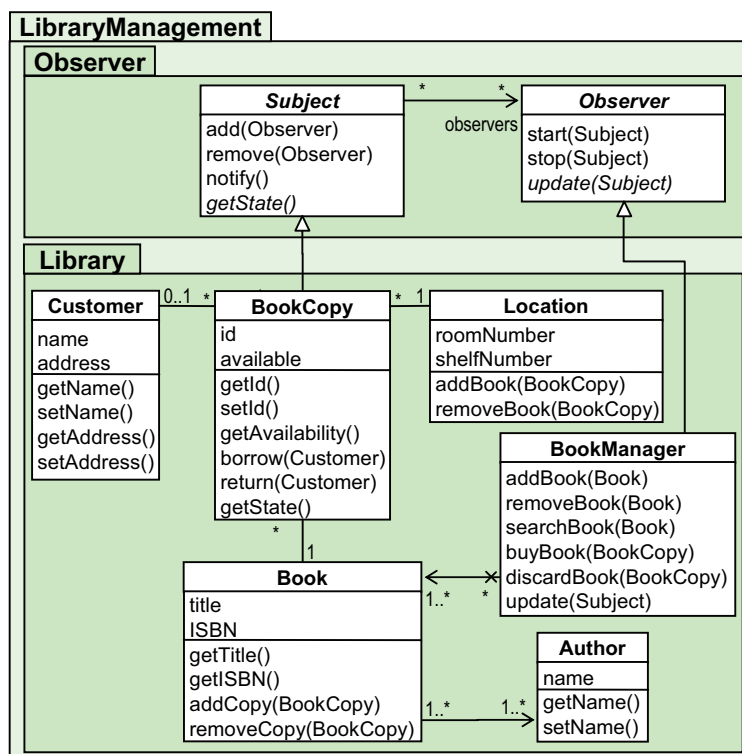 LibraryManagement
Observer
Subject
add(Observer)
remove(Observer)
notify()
getState()
*
*
observers
Observer
start(Subject)
stop(Subject)
update(Subject)
Library
Customer
name
address
getName()
setName()
getAddress()
setAddress()
0..1
*
BookCopy
id
available
getId()
setId()
getAvailability()
borrow(Customer)
return(Customer)
getState()
*
1
Location
roomNumber
shelfNumber
addBook(BookCopy)
removeBook(BookCopy)
BookManager
addBook(Book)
removeBook(Book)
searchBook(Book)
buyBook(BookCopy)
discardBook(BookCopy)
update(Subject)
*
1
Book
title
ISBN
getTitle()
getISBN()
addCopy(BookCopy)
removeCopy(BookCopy)
1..*
*
1..*
1..*
Author
name
getName()
setName()